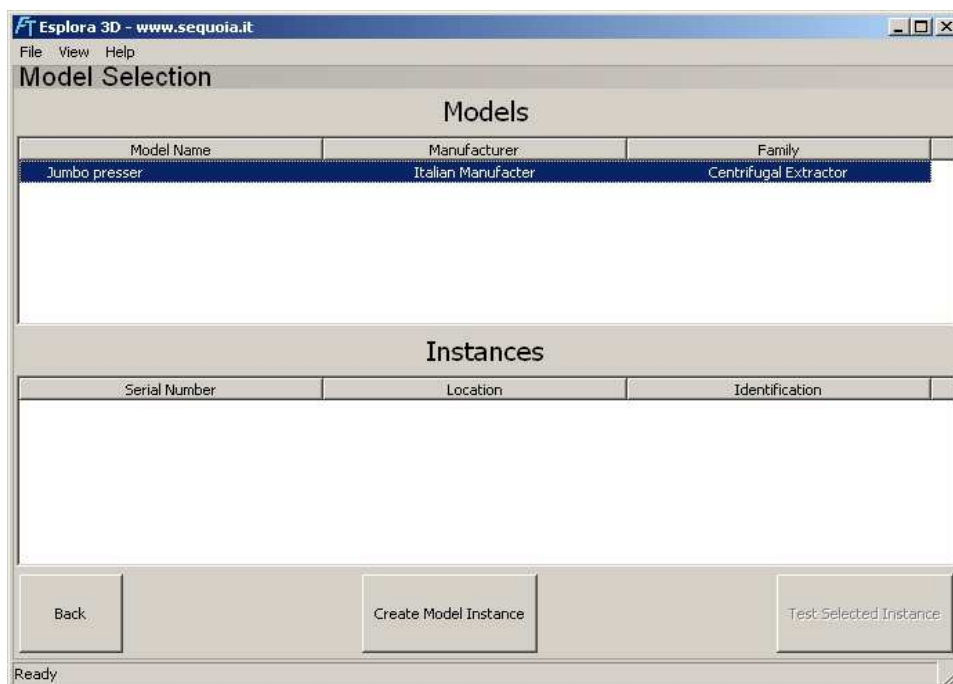 FT Esplora 3D - www.sequoia.it
File View Help
Model Selection
Models
Model Name Manufacturer Family
Jumbo presser Italian Manufacter Centrifugal Extractor
Instances
Serial Number Location Identification
Back Create Model Instance Test Selected Instance
Ready